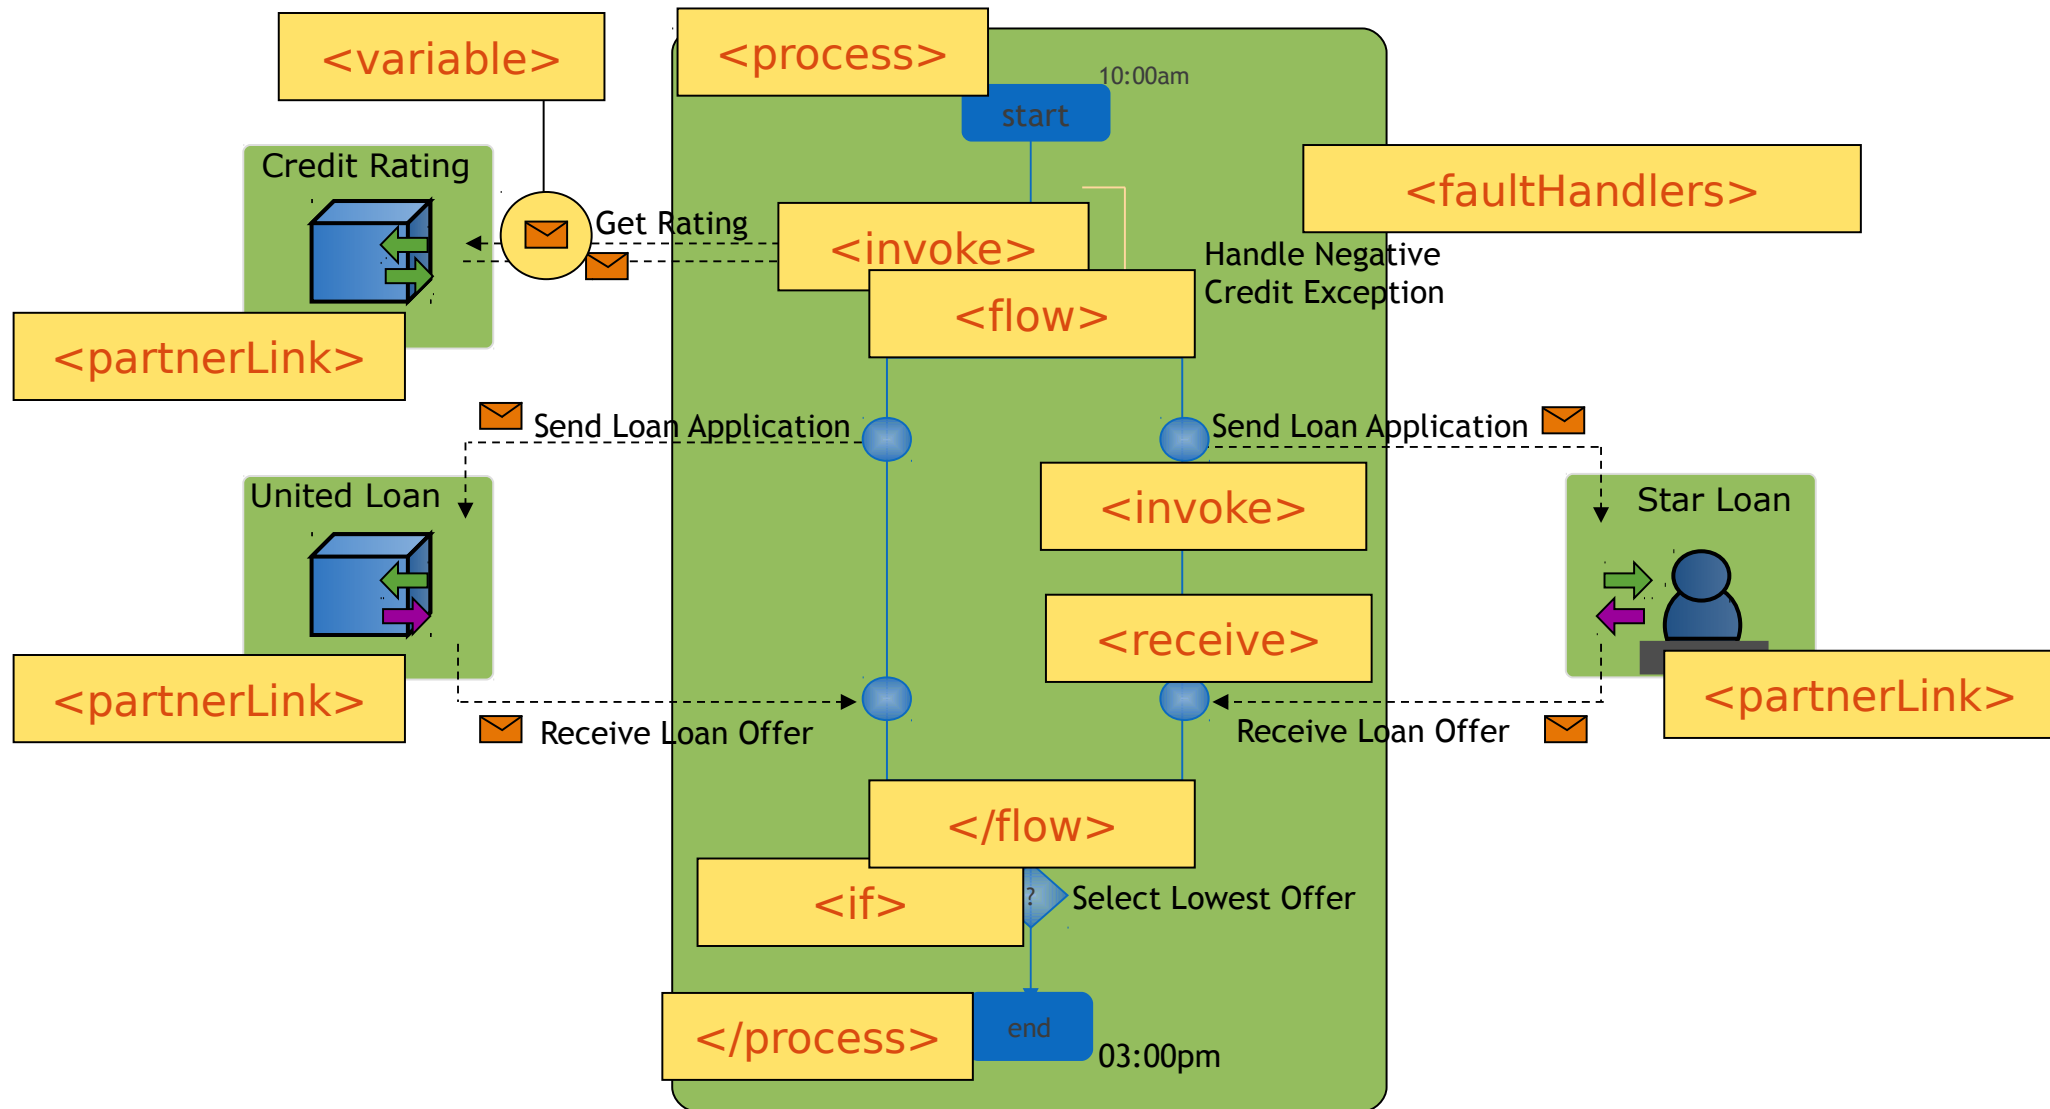 <variable>
<process>
10:00am
start
Credit Rating
<faultHandlers>
Get Rating
<invoke>
Handle Negative
Credit Exception
<flow>
<partnerLink>
Send Loan Application
Send Loan Application
United Loan
<invoke>
Star Loan
<receive>
<partnerLink>
<partnerLink>
Receive Loan Offer
Receive Loan Offer
</flow>
<if>
?
Select Lowest Offer
</process>
end
03:00pm